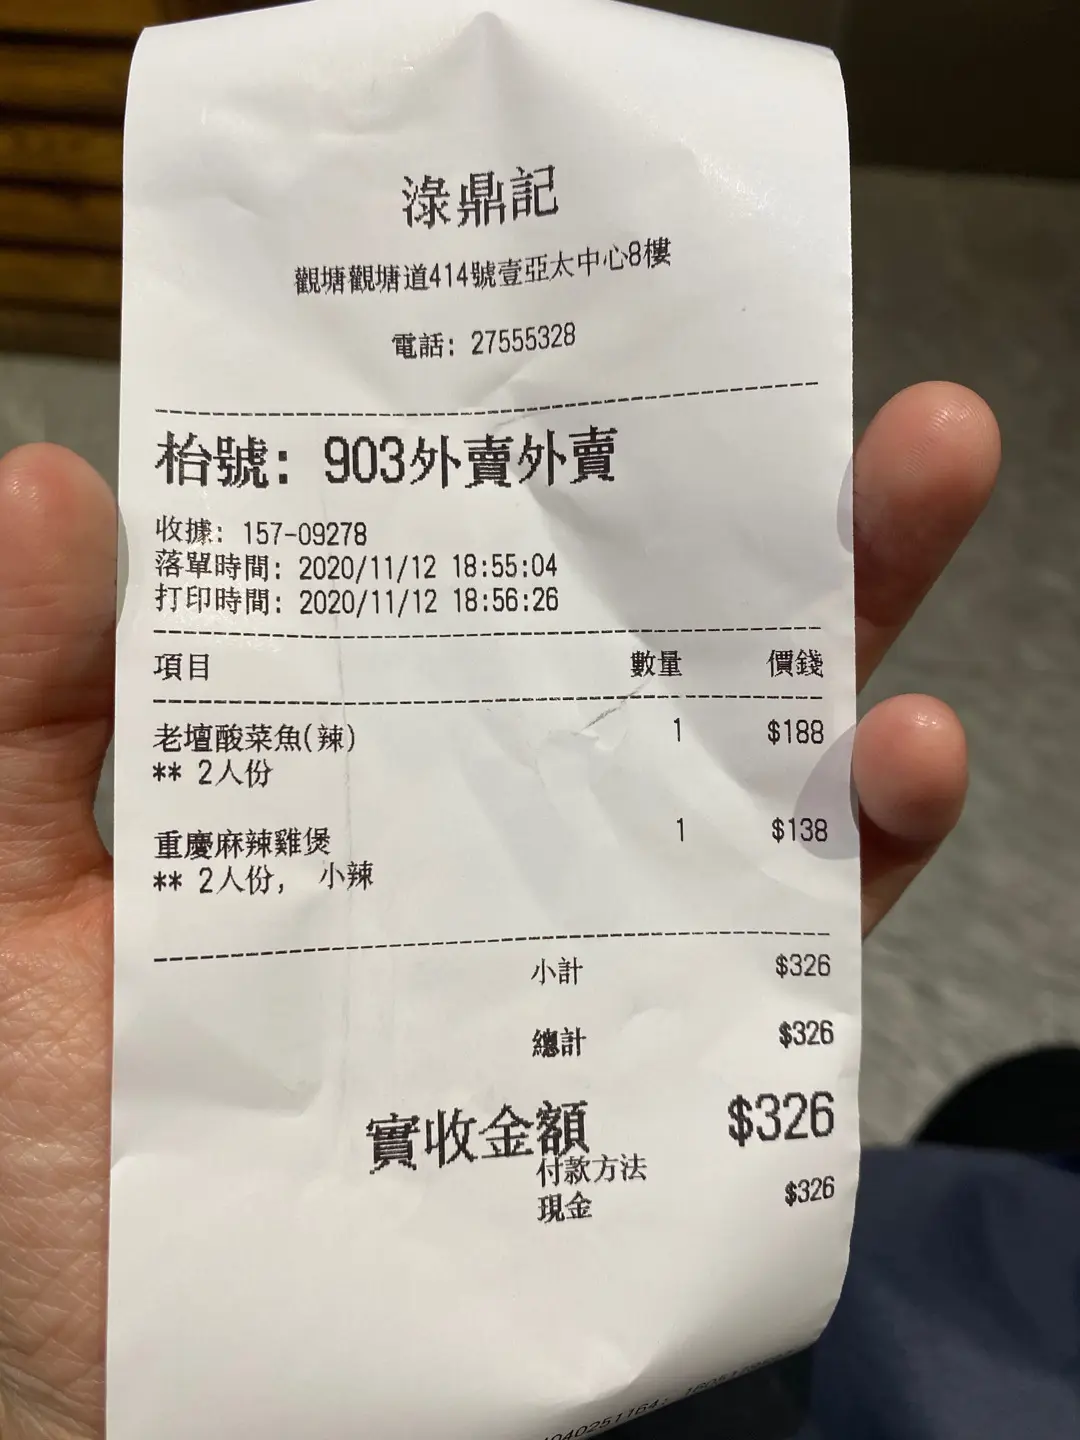 淥鼎記
觀塘觀塘道414號壹亞太中心8樓
電話: 27555328
枱號: 903外賣外賣
收據: 157-09278
落單時間: 2020/11/12 18:55:04
打印時間: 2020/11/12 18:56:26
項目 數量 價錢
老壇酸菜魚(辣) 1 $188
** 2人份
重慶麻辣雞煲 1 $138
** 2人份, 小辣
小計 $326
總計 $326
實收金額 $326
付款方法
現金 $326